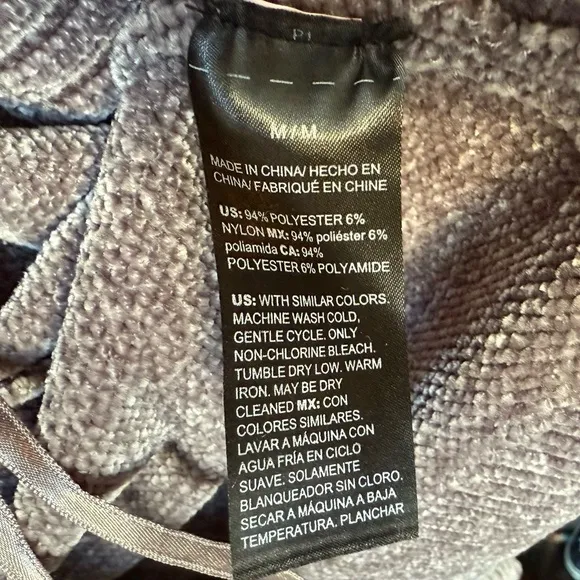 P1
M/M
MADE IN CHINA/ HECHO EN
CHINA/ FABRIQUÉ EN CHINE
US: 94% POLYESTER 6%
NYLON MX: 94% poliéster 6%
poliamida CA: 94%
POLYESTER 6% POLYAMIDE
US: WITH SIMILAR COLORS.
MACHINE WASH COLD,
GENTLE CYCLE. ONLY
NON-CHLORINE BLEACH.
TUMBLE DRY LOW. WARM
IRON. MAY BE DRY
CLEANED MX: CON
COLORES SIMILARES.
LAVAR A MÁQUINA CON
AGUA FRÍA EN CICLO
SUAVE. SOLAMENTE
BLANQUEADOR SIN CLORO.
SECAR A MÁQUINA A BAJA
TEMPERATURA. PLANCHAR